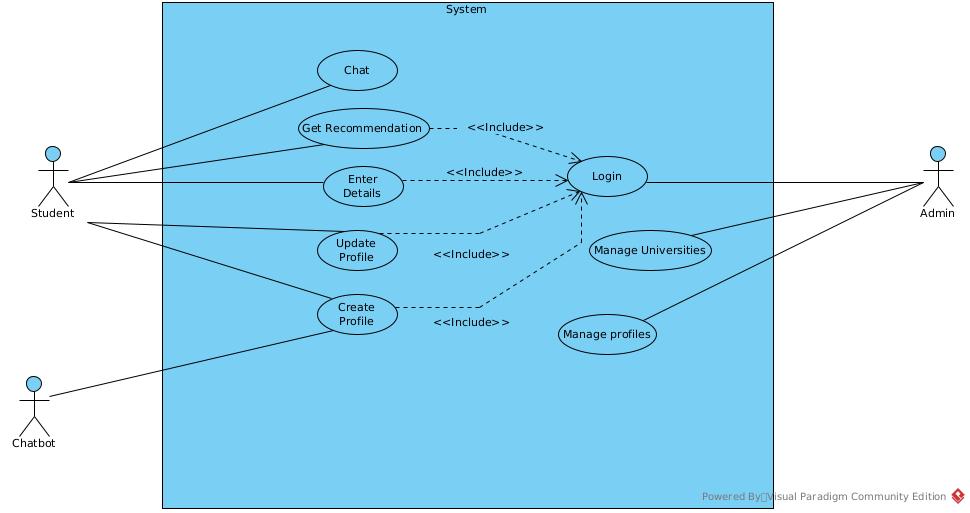 System
Chat
Get Recommendation
<<Include>>
<<Include>>
Login
Enter
Details
Student
Admin
Update
Profile
<<Include>>
Manage Universities
Create
Profile
<<Include>>
Manage profiles
Chatbot
Powered By Visual Paradigm Community Edition